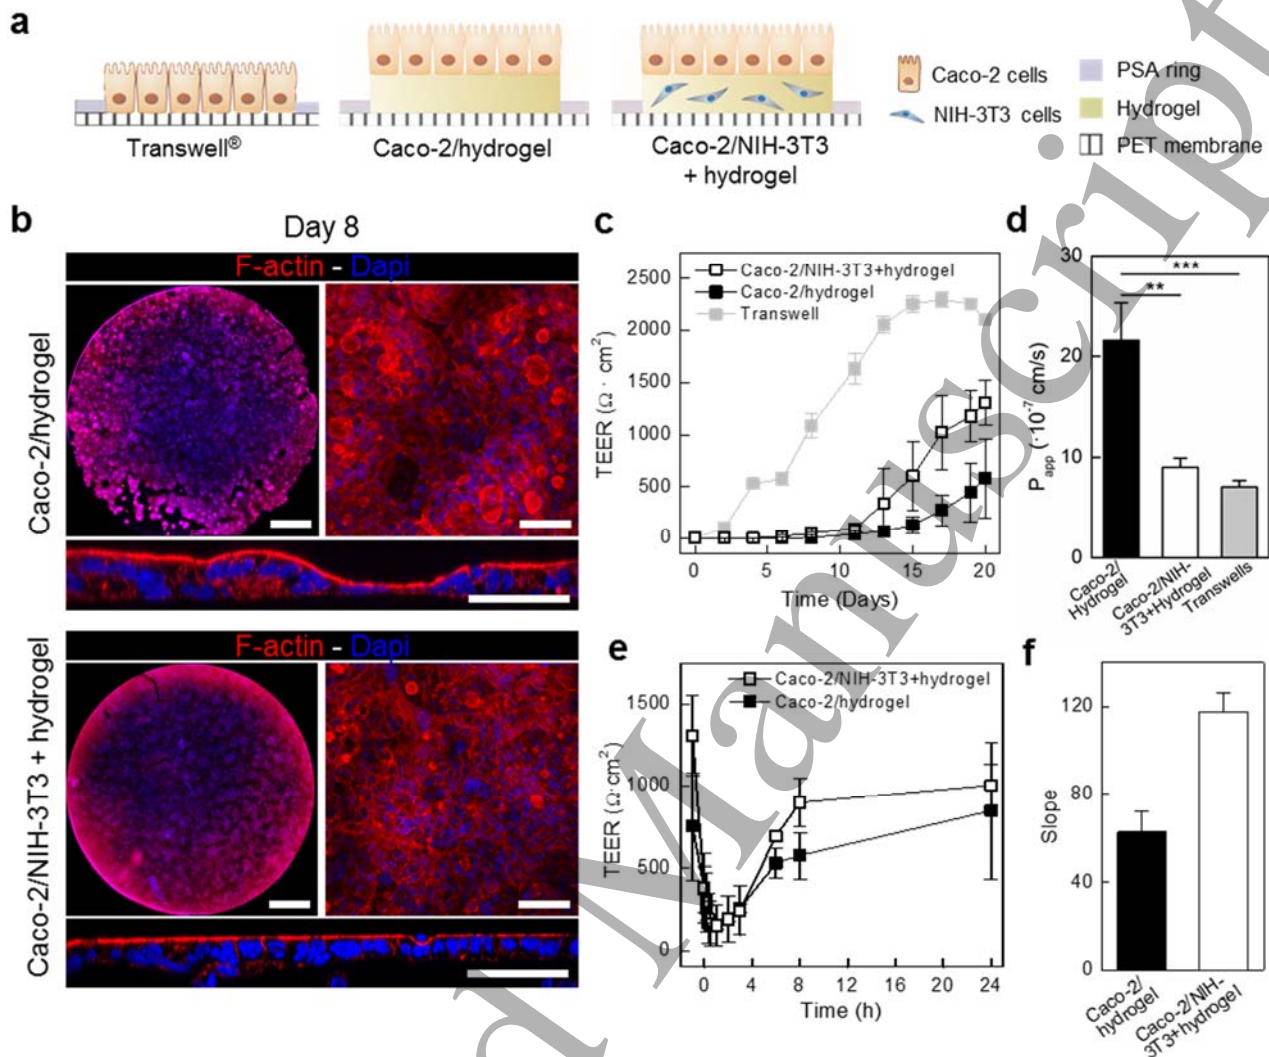 a
Transwell®
Caco-2/hydrogel
Caco-2/NIH-3T3
+ hydrogel
Caco-2 cells
NIH-3T3 cells
PSA ring
Hydrogel
PET membrane
b
Day 8
F-actin - Dapi
Caco-2/hydrogel
F-actin - Dapi
Caco-2/NIH-3T3 + hydrogel
c
Caco-2/NIH-3T3+hydrogel
Caco-2/hydrogel
Transwell
TEER (Ω · cm²)
2500
2000
1500
1000
500
0
0 5 10 15 20
Time (Days)
d
***
**
P_app (·10⁻⁷ cm/s)
30
20
10
0
Caco-2/
Hydrogel
Caco-2/NIH-
3T3+Hydrogel
Transwells
e
Caco-2/NIH-3T3+hydrogel
Caco-2/hydrogel
TEER (Ω·cm²)
1500
1000
500
0
0 4 8 12 16 20 24
Time (h)
f
Slope
120
80
40
0
Caco-2/
hydrogel
Caco-2/NIH-
3T3+hydrogel
Manuscript